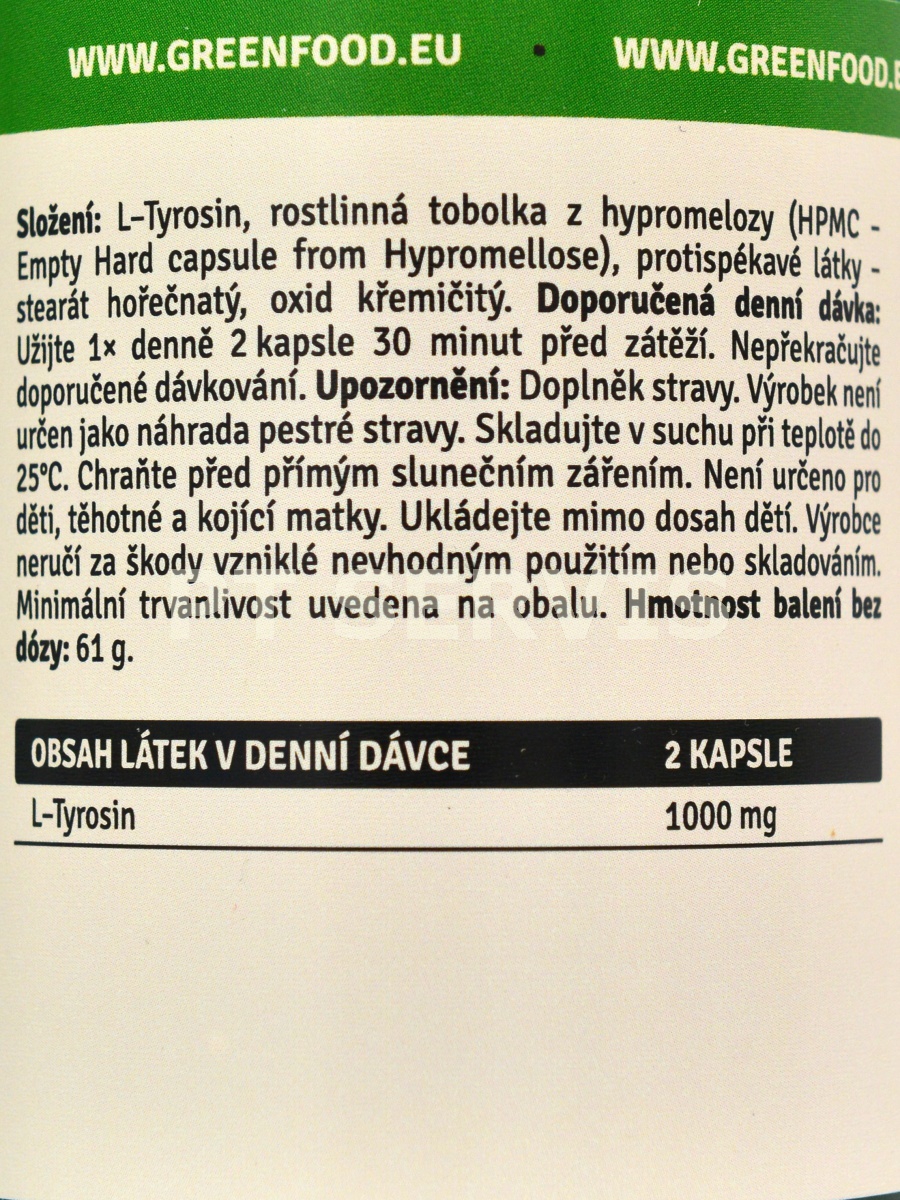 WWW.GREENFOOD.EU • WWW.GREENFOOD.E
Složení: L-Tyrosin, rostlinná tobolka z hypromelozy (HPMC -
Empty Hard capsule from Hypromellose), protispékavé látky -
stearát hořečnatý, oxid křemičitý. Doporučená denní dávka:
Užijte 1× denně 2 kapsle 30 minut před zátěží. Nepřekračujte
doporučené dávkování. Upozornění: Doplněk stravy. Výrobek není
určen jako náhrada pestré stravy. Skladujte v suchu při teplotě do
25°C. Chraňte před přímým slunečním zářením. Není určeno pro
děti, těhotné a kojící matky. Ukládejte mimo dosah dětí. Výrobce
neručí za škody vzniklé nevhodným použitím nebo skladováním.
Minimální trvanlivost uvedena na obalu. Hmotnost balení bez
dózy: 61 g.
OBSAH LÁTEK V DENNÍ DÁVCE 2 KAPSLE
L-Tyrosin 1000 mg